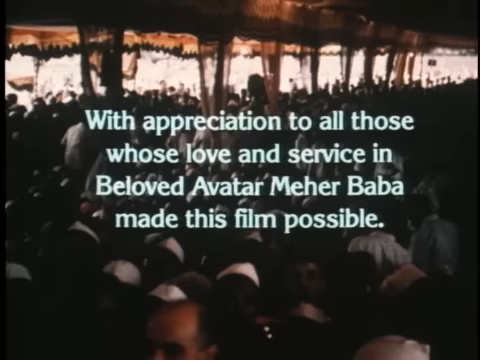 With appreciation to all those
whose love and service in
Beloved Avatar Meher Baba
made this film possible.